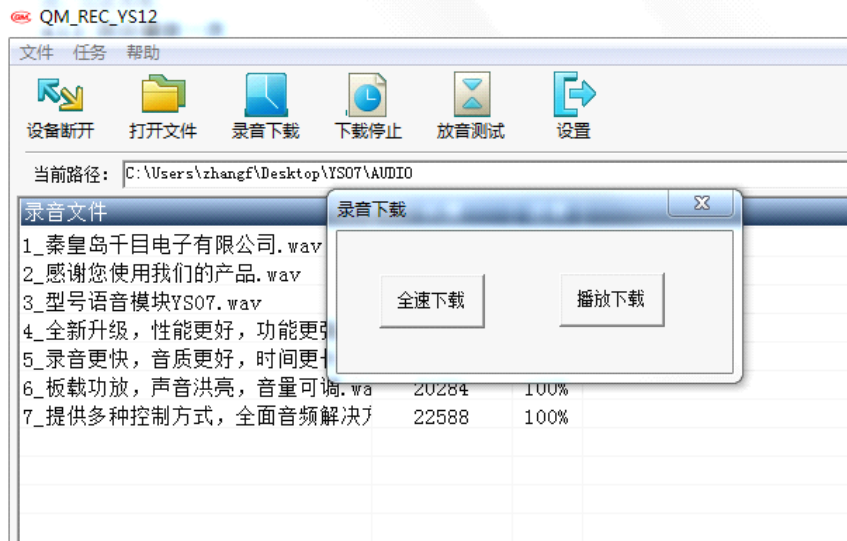 QM_REC_YS12
文件 任务 帮助
设备断开 打开文件 录音下载 下载停止 放音测试 设置
当前路径: C:\Users\zhangf\Desktop\YS07\AUDIO
录音文件
录音下载
1_秦皇岛千目电子有限公司.wav
2_感谢您使用我们的产品.wav
全速下载 播放下载
3_型号语音模块YS07.wav
4_全新升级，性能更好，功能更强
5_录音更快，音质更好，时间更
6_板载功放，声音洪亮，音量可调.wa 20284 100%
7_提供多种控制方式，全面音频解决方 22588 100%